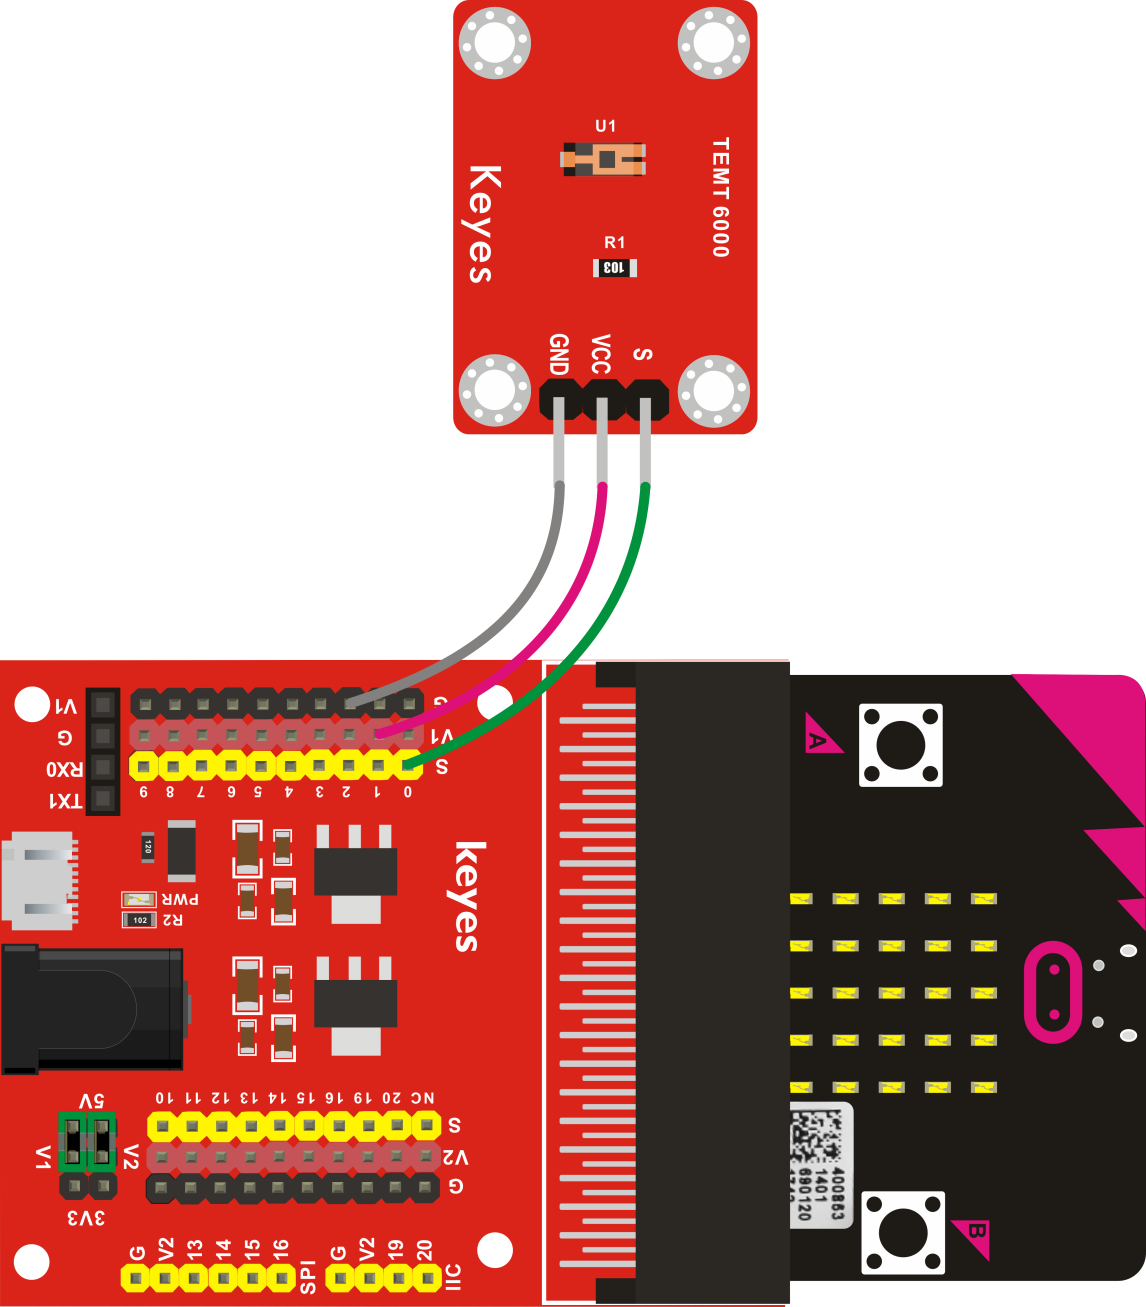 U1
Keyes
TEMT 6000
R1
103
GND VCC S
V1
G
RX0
TX1
G
V1
S
9 8 7 6 5 4 3 2 1 0
120
PWR
102
R2
keyes
A
5V
V1
V2
3V3
10 11 12 13 14 15 16 19 20 NC
S
V2
G
G V2 13 14 15 16
SPI
G V2 19 20
IIC
400863
1401
690120
B